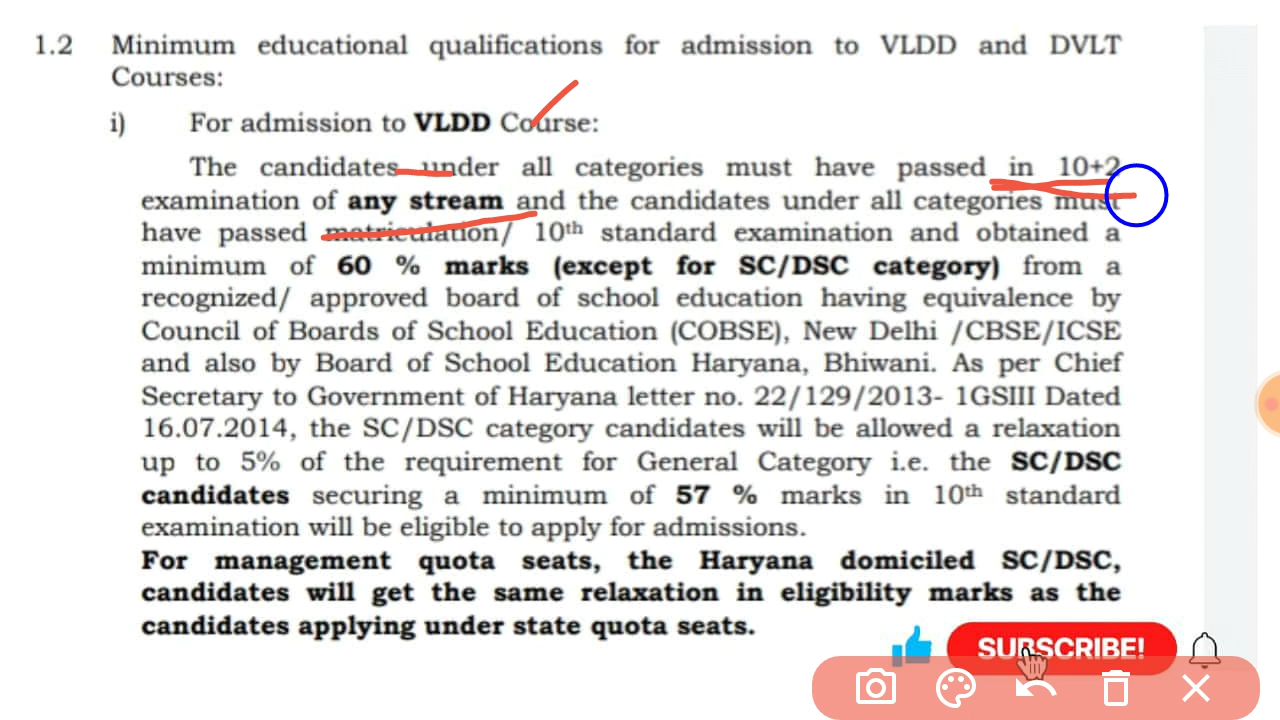 1.2 Minimum educational qualifications for admission to VLDD and DVLT
Courses:
i) For admission to VLDD Course:
The candidates under all categories must have passed in 10+2
examination of any stream and the candidates under all categories must
have passed matriculation/ 10th standard examination and obtained a
minimum of 60 % marks (except for SC/DSC category) from a
recognized/ approved board of school education having equivalence by
Council of Boards of School Education (COBSE), New Delhi /CBSE/ICSE
and also by Board of School Education Haryana, Bhiwani. As per Chief
Secretary to Government of Haryana letter no. 22/129/2013- 1GSIII Dated
16.07.2014, the SC/DSC category candidates will be allowed a relaxation
up to 5% of the requirement for General Category i.e. the SC/DSC
candidates securing a minimum of 57 % marks in 10th standard
examination will be eligible to apply for admissions.
For management quota seats, the Haryana domiciled SC/DSC,
candidates will get the same relaxation in eligibility marks as the
candidates applying under state quota seats.
SUBSCRIBE!